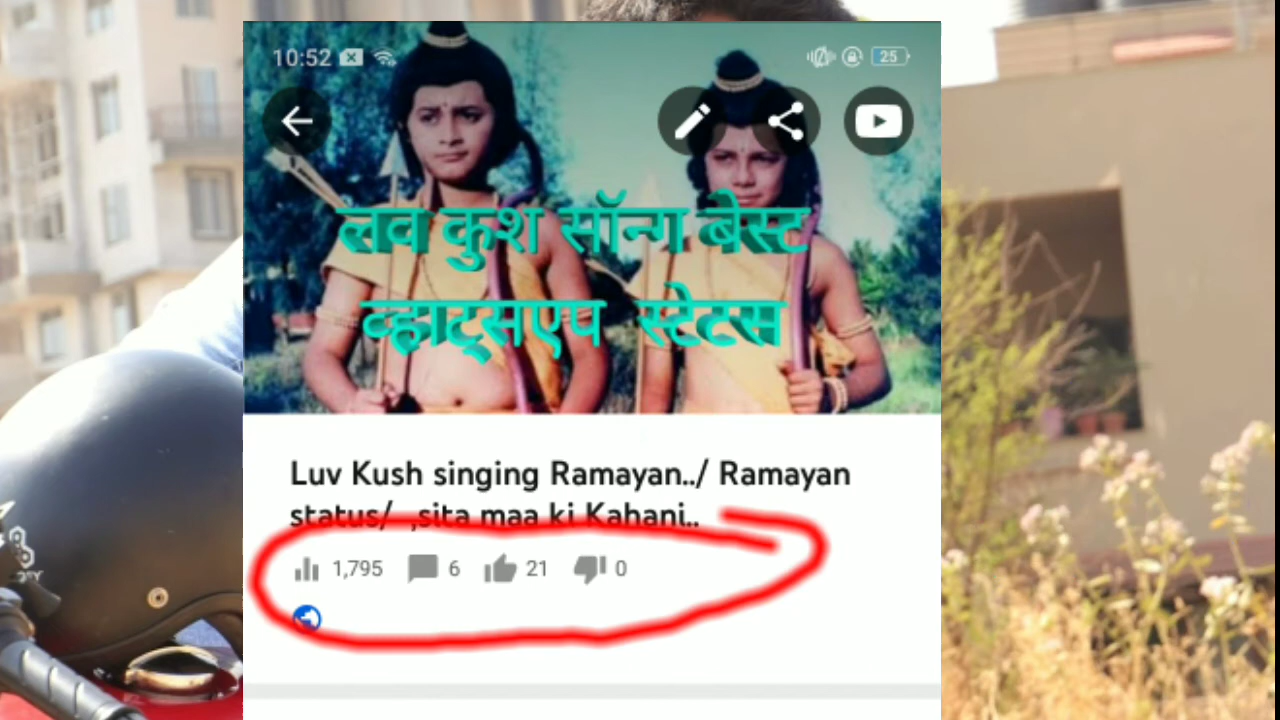 10:52
25
लव कुश सॉन्ग बेस्ट
व्हाट्सएप स्टेटस
Luv Kush singing Ramayan../ Ramayan
status/ ,sita maa ki Kahani..
1,795 6 21 0